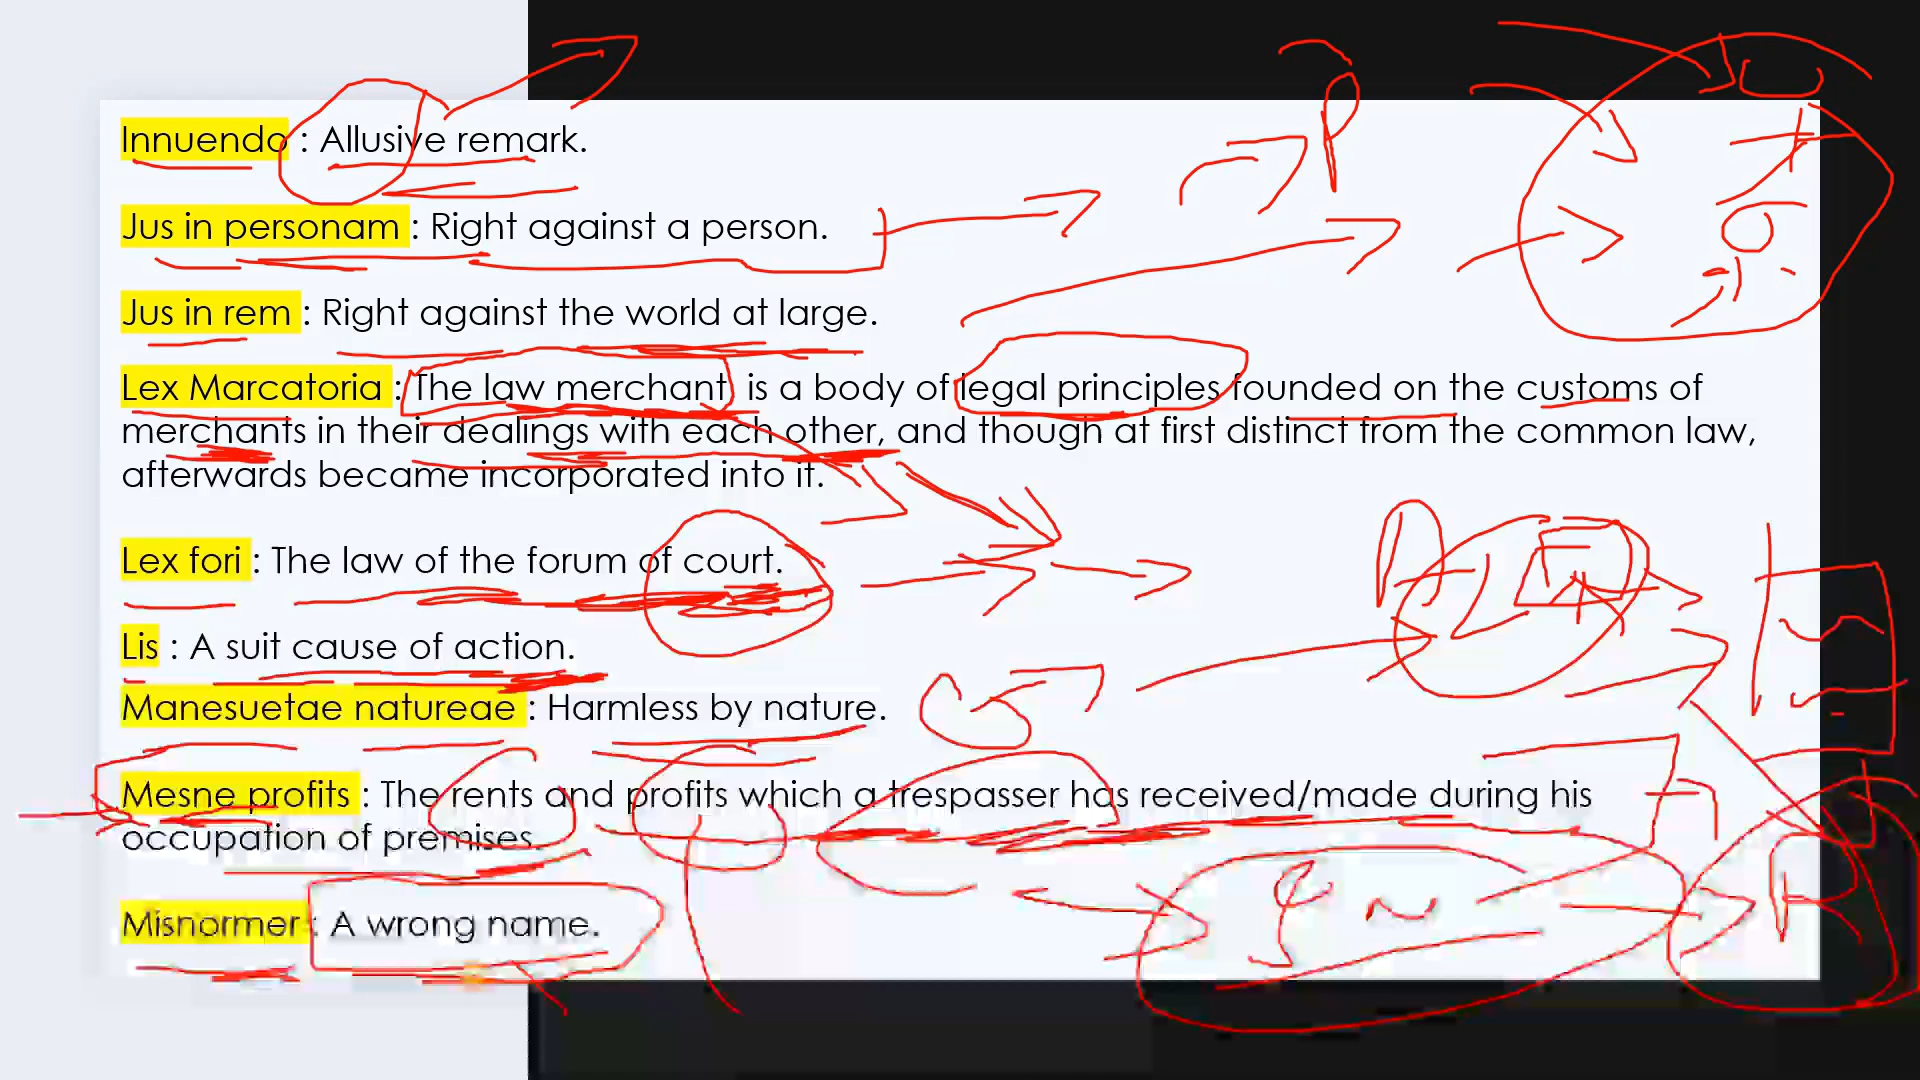 Innuendo : Allusive remark.
Jus in personam : Right against a person.
Jus in rem : Right against the world at large.
Lex Marcatoria : The law merchant is a body of legal principles founded on the customs of
merchants in their dealings with each other, and though at first distinct from the common law,
afterwards became incorporated into it.
Lex fori : The law of the forum of court.
Lis : A suit cause of action.
Manesuetae natureae : Harmless by nature.
Mesne profits : The rents and profits which a trespasser has received/made during his
occupation of premises.
Misnormer : A wrong name.